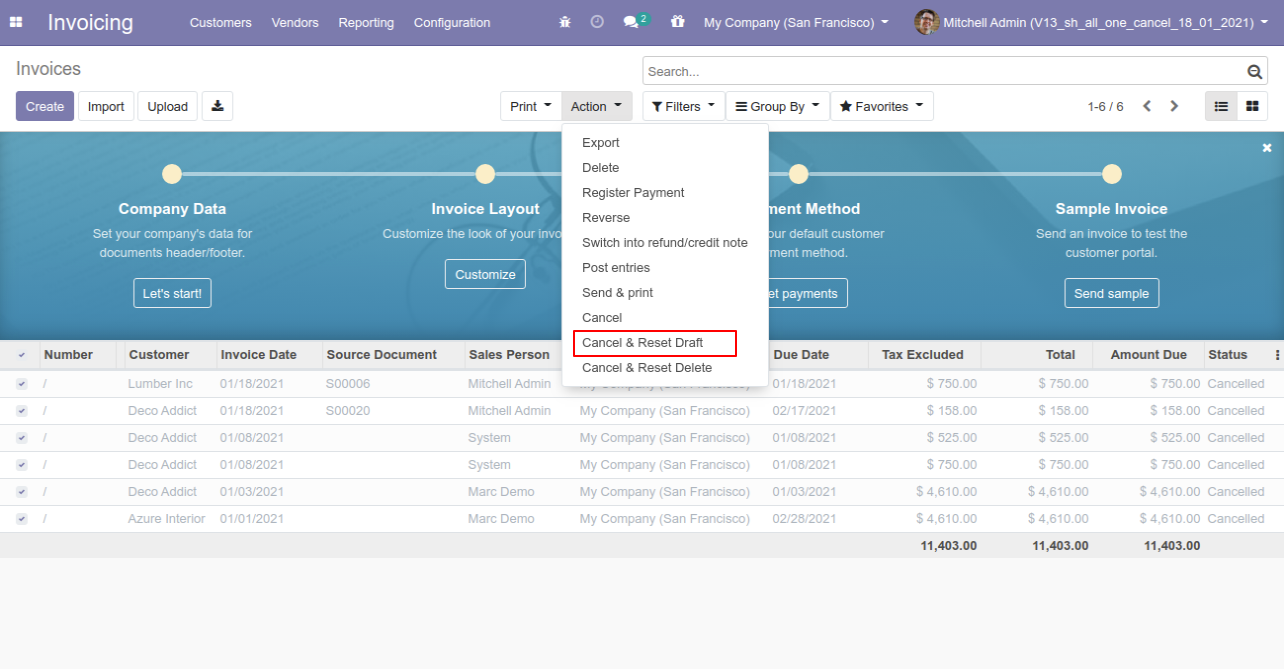 Invoicing Customers Vendors Reporting Configuration 2 My Company (San Francisco) Mitchell Admin (V13_sh_all_one_cancel_18_01_2021)
Invoices
Search...
Create Import Upload Print Action Filters Group By Favorites 1-6 / 6
Export
Delete
Register Payment
Reverse
Switch into refund/credit note
Post entries
Send & print
Cancel
Cancel & Reset Draft
Cancel & Reset Delete
Company Data
Set your company's data for
documents header/footer.
Let's start!
Invoice Layout
Customize the look of your
Customize
Method
default customer
method.
payments
Sample Invoice
Send an invoice to test the
customer portal.
Send sample
Number Customer Invoice Date Source Document Sales Person Due Date Tax Excluded Total Amount Due Status
/ Lumber Inc 01/18/2021 S00006 Mitchell Admin My Company (San Francisco) 01/18/2021 $ 750.00 $ 750.00 $ 750.00 Cancelled
/ Deco Addict 01/18/2021 S00020 Mitchell Admin My Company (San Francisco) 02/17/2021 $ 158.00 $ 158.00 $ 158.00 Cancelled
/ Deco Addict 01/08/2021 System My Company (San Francisco) 01/08/2021 $ 525.00 $ 525.00 $ 525.00 Cancelled
/ Deco Addict 01/08/2021 System My Company (San Francisco) 01/08/2021 $ 750.00 $ 750.00 $ 750.00 Cancelled
/ Deco Addict 01/03/2021 Marc Demo My Company (San Francisco) 01/03/2021 $ 4,610.00 $ 4,610.00 $ 4,610.00 Cancelled
/ Azure Interior 01/01/2021 Marc Demo My Company (San Francisco) 02/28/2021 $ 4,610.00 $ 4,610.00 $ 4,610.00 Cancelled
11,403.00 11,403.00 11,403.00